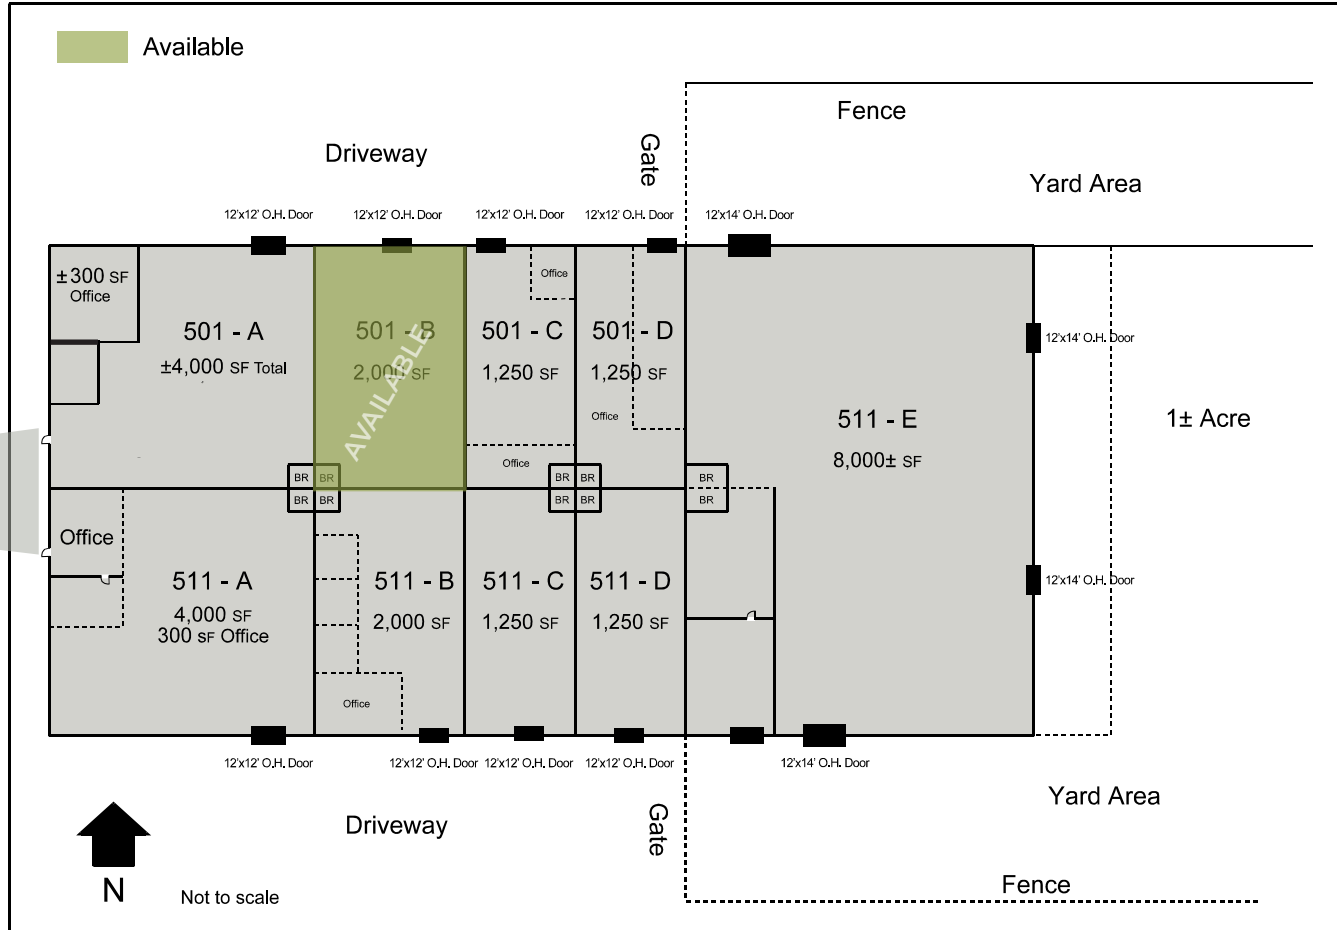 Available
Fence
Driveway
Gate
Yard Area
12'x12' O.H. Door
12'x12' O.H. Door
12'x12' O.H. Door
12'x12' O.H. Door
12'x14' O.H. Door
±300 SF
Office
Office
501 - A
±4,000 SF Total
501 - B
2,000 SF
AVAILABLE
501 - C
1,250 SF
501 - D
1,250 SF
12'x14' O.H. Door
Office
511 - E
8,000± SF
1± Acre
Office
BR
BR
BR
BR
BR
BR
BR
BR
BR
BR
Office
511 - A
4,000 SF
300 SF Office
511 - B
2,000 SF
511 - C
1,250 SF
511 - D
1,250 SF
12'x14' O.H. Door
Office
12'x12' O.H. Door
12'x12' O.H. Door
12'x12' O.H. Door
12'x12' O.H. Door
12'x14' O.H. Door
Driveway
Gate
Yard Area
N
Not to scale
Fence